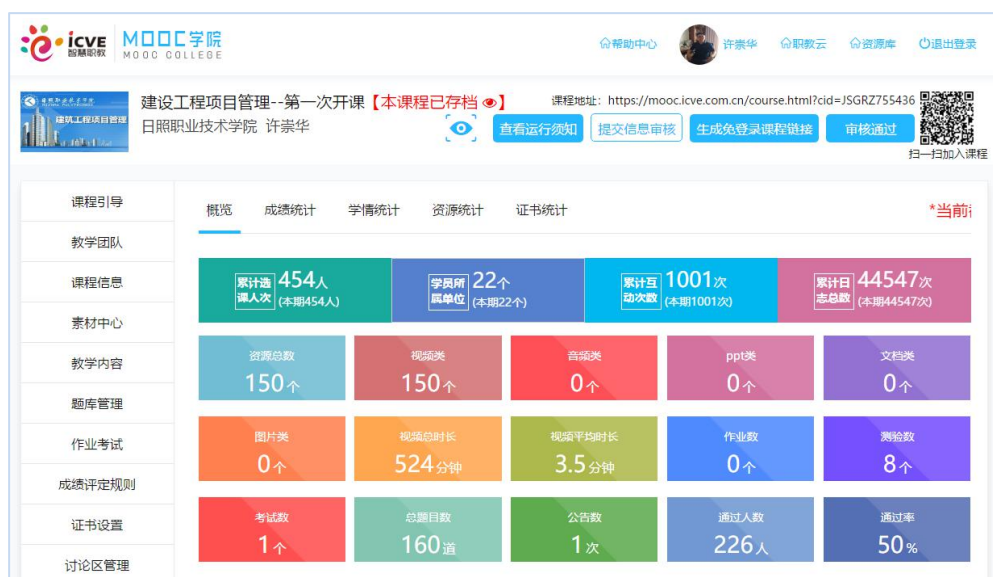 icve 智慧职教
MOOC学院
MOOC COLLEGE
帮助中心 许崇华 职教云 资源库 退出登录
建筑工程项目管理
建设工程项目管理--第一次开课【本课程已存档】
课程地址：https://mooc.icve.com.cn/course.html?cid=JSGRZ755436
日照职业技术学院 许崇华
查看运行须知 提交信息审核 生成免登录课程链接 审核通过
扫一扫加入课程
课程引导
教学团队
课程信息
素材中心
教学内容
题库管理
作业考试
成绩评定规则
证书设置
讨论区管理
概览 成绩统计 学情统计 资源统计 证书统计
*当前
累计选课人次 454人 (本期454人)
学员所属单位 22个 (本期22个)
累计互动次数 1001次 (本期1001次)
累计日志总数 44547次 (本期44547次)
资源总数 视频类 音频类 ppt类 文档类
150个 150个 0个 0个 0个
图片类 视频总时长 视频平均时长 作业数 测验数
0个 524分钟 3.5分钟 0个 8个
考试数 总题目数 公告数 通过人数 通过率
1个 160道 1次 226人 50%